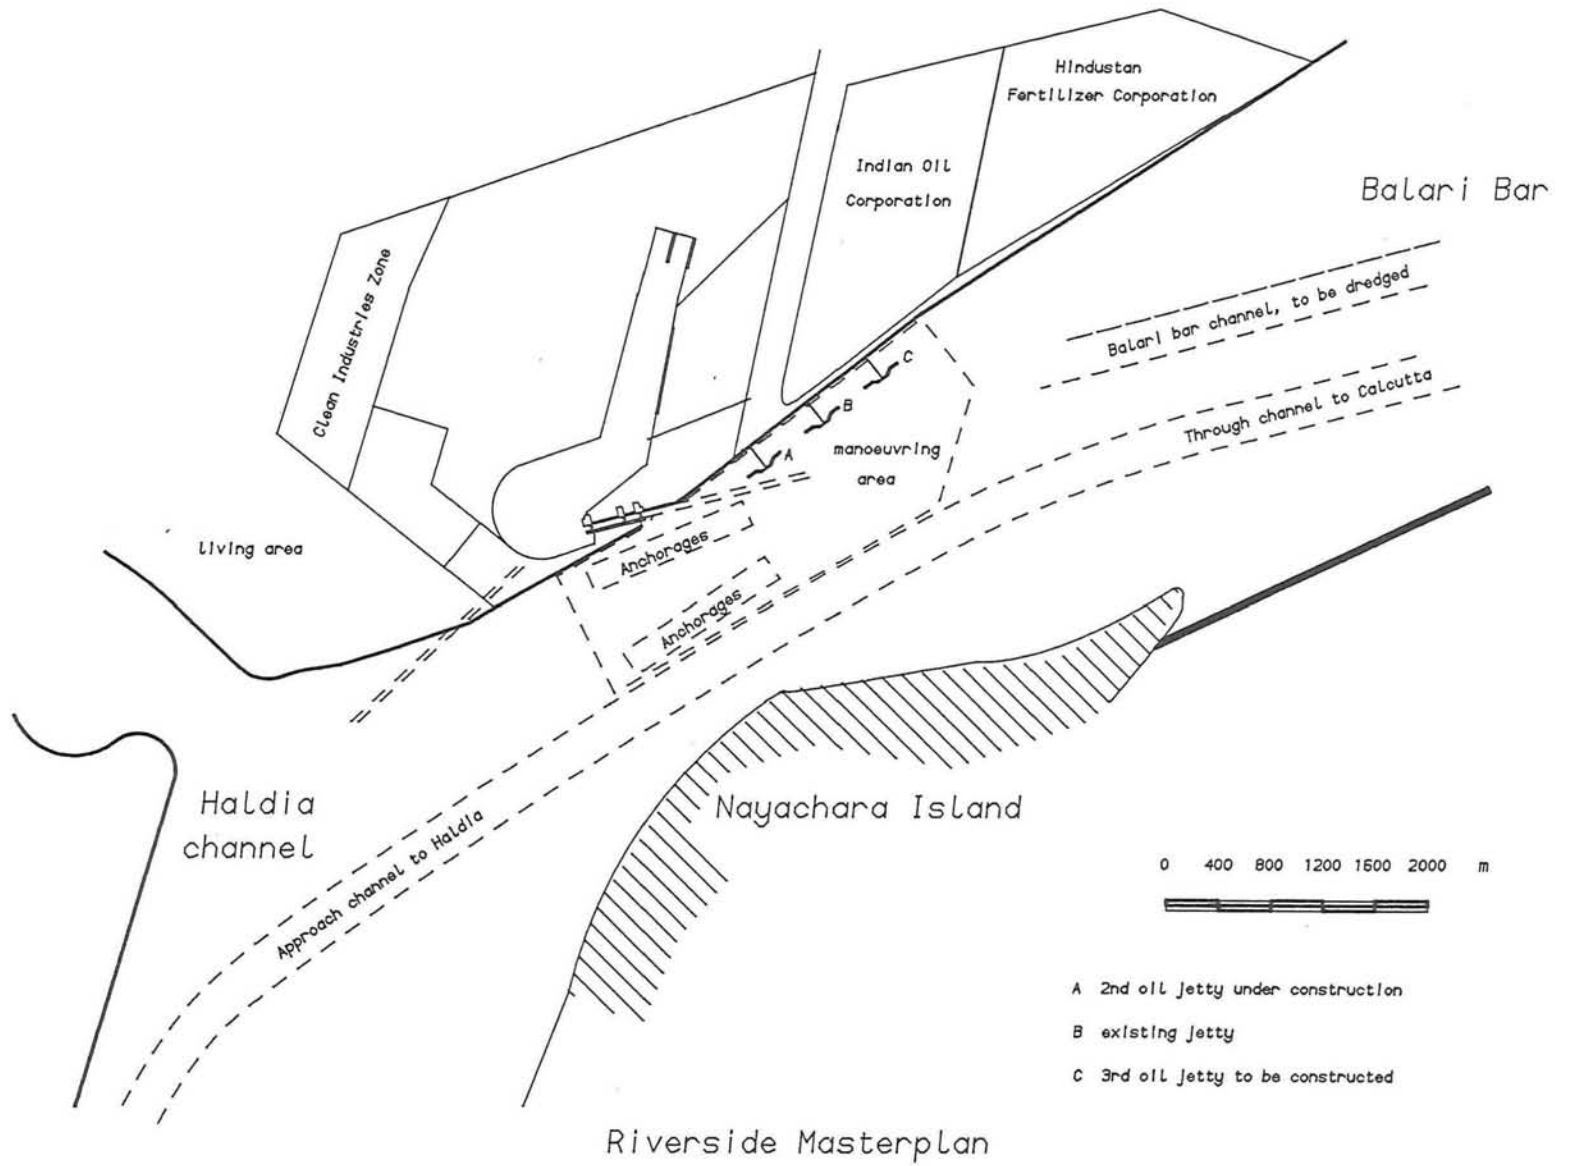 Hindustan
Fertilizer Corporation
Indian Oil
Corporation
Balari Bar
Clean Industries Zone
Balari bar channel, to be dredged
C
B
A
manoeuvring
area
Through channel to Calcutta
living area
Anchorages
Anchorages
Haldia
channel
Approach channel to Haldia
Nayachara Island
0 400 800 1200 1600 2000 m
A 2nd oil jetty under construction
B existing jetty
C 3rd oil jetty to be constructed
Riverside Masterplan